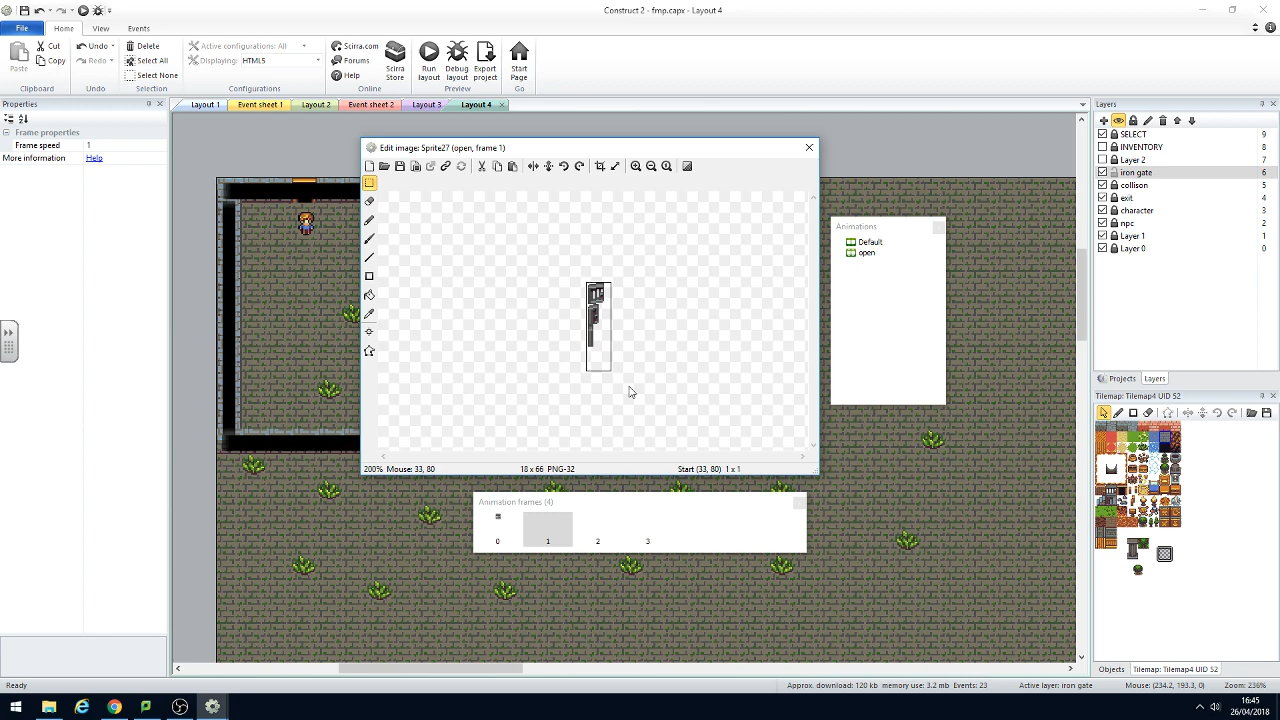 Construct 2 - fmp.capx - Layout 4
File
Home
View
Events
Paste
Cut
Copy
Clipboard
Undo
Redo
Undo
Delete
Select All
Select None
Selection
Active configurations: All
Displaying: HTML5
Configurations
Scirra.com
Forums
Help
Online
Scirra Store
Run layout
Debug layout
Export project
Preview
Start Page
Go
Properties
Frame properties
Frame speed 1
More information Help
Layout 1
Event sheet 1
Layout 2
Event sheet 2
Layout 3
Layout 4
Edit image: Sprite27 (open, frame 1)
200% Mouse: 33, 80
18 x 66 PNG-32
Start (33, 80) 1 x 1
Animations
Default
open
Animation frames (4)
0
1
2
3
Layers
SELECT 9
INVENTORY 8
Layer 2 7
iron gate 6
collison 5
exit 4
character 3
npc 2
Layer 1 1
Layer 0 0
Projects
Layers
Tilemap: Tilemap4 UID 52
Objects
Tilemap: Tilemap4 UID 52
Ready
Approx. download: 120 kb memory use: 3.2 mb Events: 23
Active layer: iron gate
Mouse: (234.2, 193.3, 0)
Zoom: 236%
16:45
26/04/2018